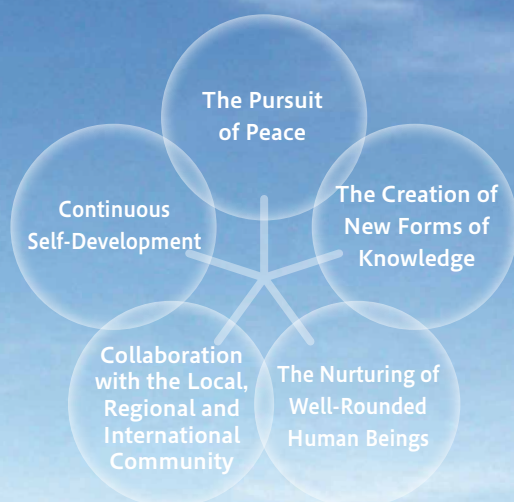 The Pursuit
of Peace
The Creation of
New Forms of
Knowledge
The Nurturing of
Well-Rounded
Human Beings
Collaboration
with the Local,
Regional and
International
Community
Continuous
Self-Development